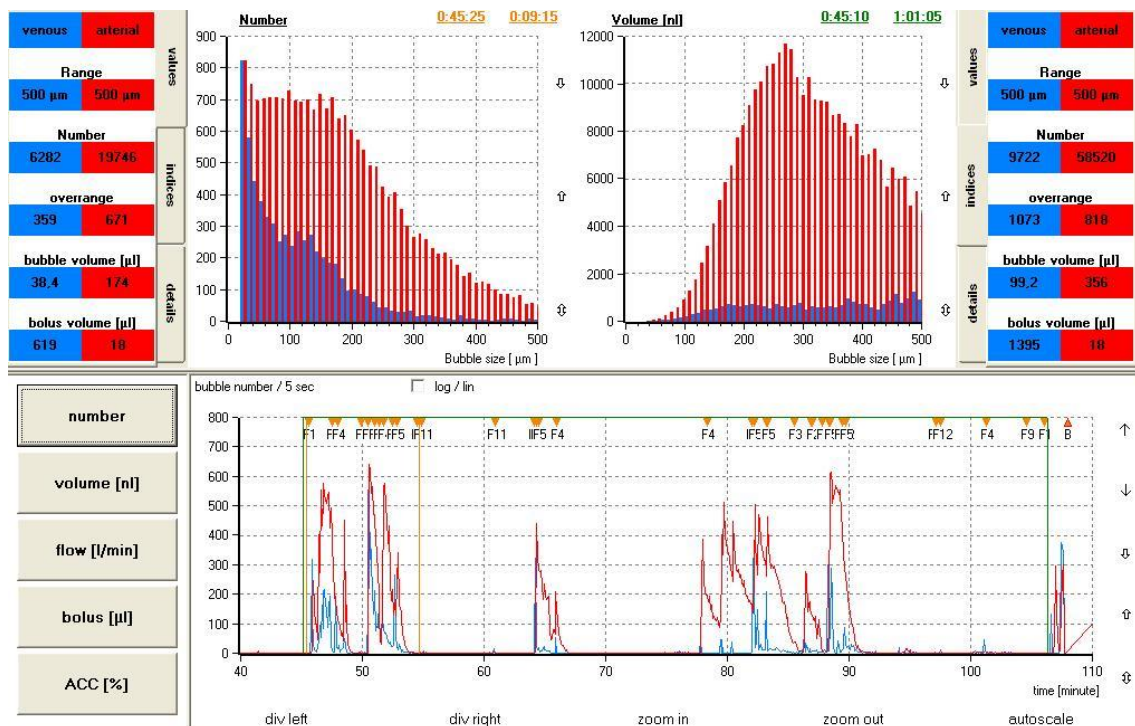 venous arterial
Range
500 µm 500 µm
Number
6282 19746
overrange
359 671
bubble volume [µl]
38,4 174
bolus volume [µl]
619 18
values
indices
details
Number 0:45:25 0:09:15
900
800
700
600
500
400
300
200
100
0
0 100 200 300 400 500
Bubble size [ µm ]
Volume [nl] 0:45:10 1:01:05
12000
10000
8000
6000
4000
2000
0
0 100 200 300 400 500
Bubble size [ µm ]
values
indices
details
venous arterial
Range
500 µm 500 µm
Number
9722 58520
overrange
1073 818
bubble volume [µl]
99,2 356
bolus volume [µl]
1395 18
number
volume [nl]
flow [l/min]
bolus [µl]
ACC [%]
bubble number / 5 sec log / lin
800
700
600
500
400
300
200
100
0
F1 FF4 F11 F11 F4 F4 F5 F3 FF12 F4 F9 F1 B
40 50 60 70 80 90 100 110
time [minute]
div left div right zoom in zoom out autoscale